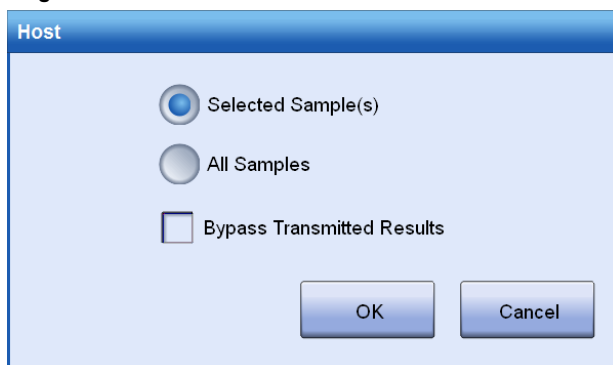 Host
Selected Sample(s)
All Samples
Bypass Transmitted Results
OK
Cancel